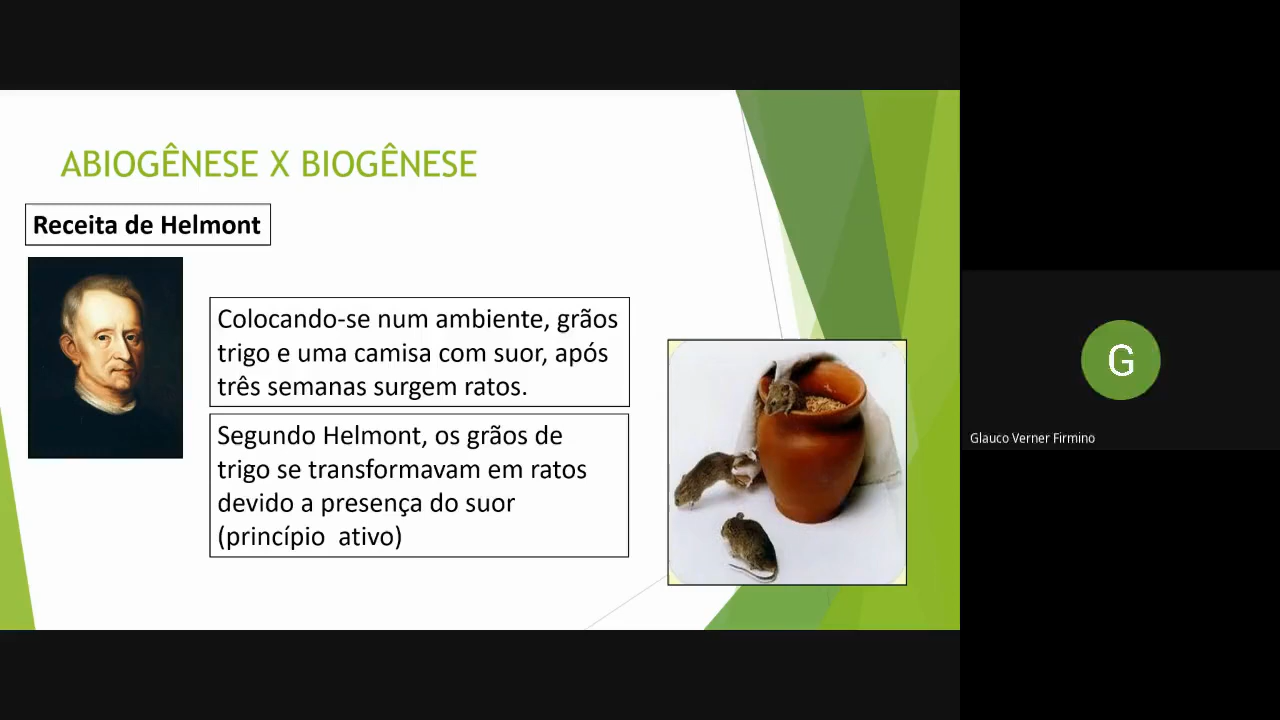 ABIOGÊNESE X BIOGÊNESE
Receita de Helmont
Colocando-se num ambiente, grãos
trigo e uma camisa com suor, após
três semanas surgem ratos.
Segundo Helmont, os grãos de
trigo se transformavam em ratos
devido a presença do suor
(princípio  ativo)
G
Glauco Verner Firmino